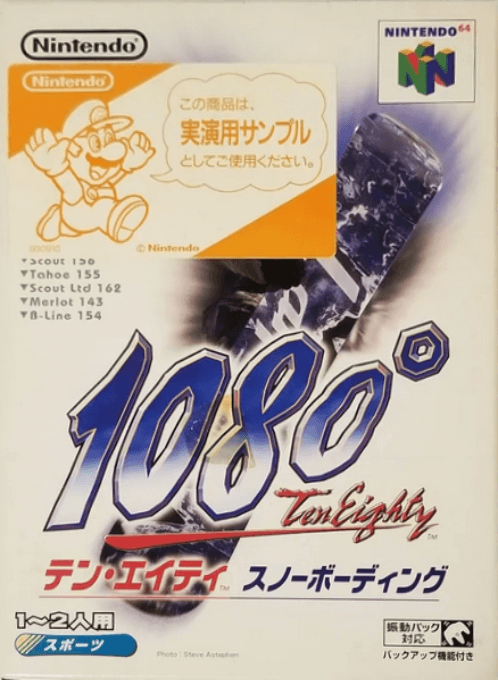 Nintendo
NINTENDO 64
Nintendo
この商品は、
実演用サンプル
としてご使用ください。
© Nintendo
▼Scout 156
▼Tahoe 155
▼Scout Ltd 162
▼Merlot 143
▼B-Line 154
1080°
TenEighty
TM
テン・エイティ TM スノーボーディング
1〜2人用
スポーツ
振動パック
対応
バックアップ機能付き
Photo : Steve Astephen